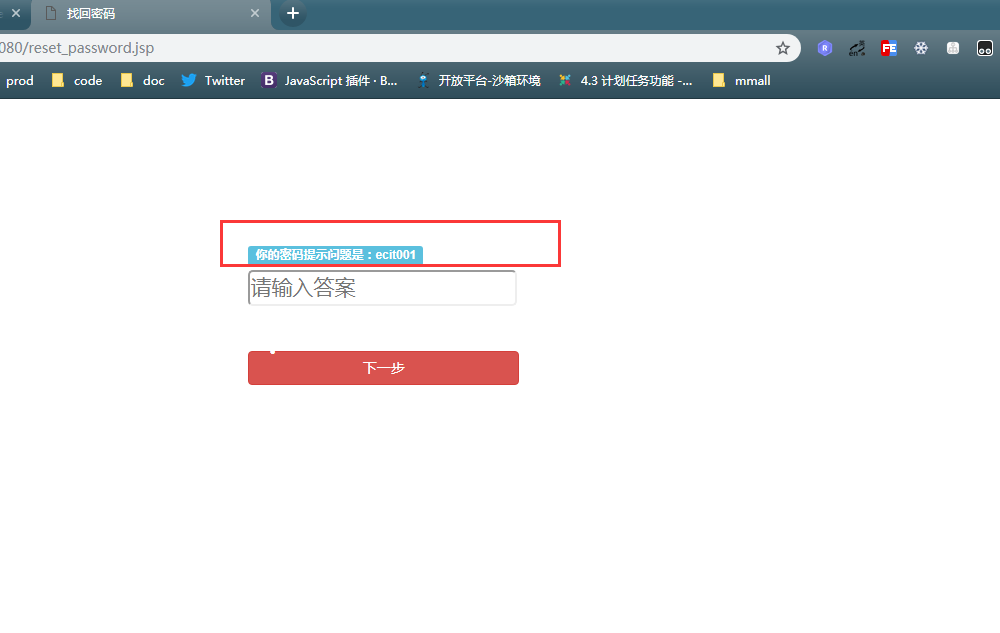 找回密码
080/reset_password.jsp
prod code doc Twitter JavaScript 插件 · B... 开放平台-沙箱环境 4.3 计划任务功能 -... mmall
你的密码提示问题是：ecit001
请输入答案
下一步